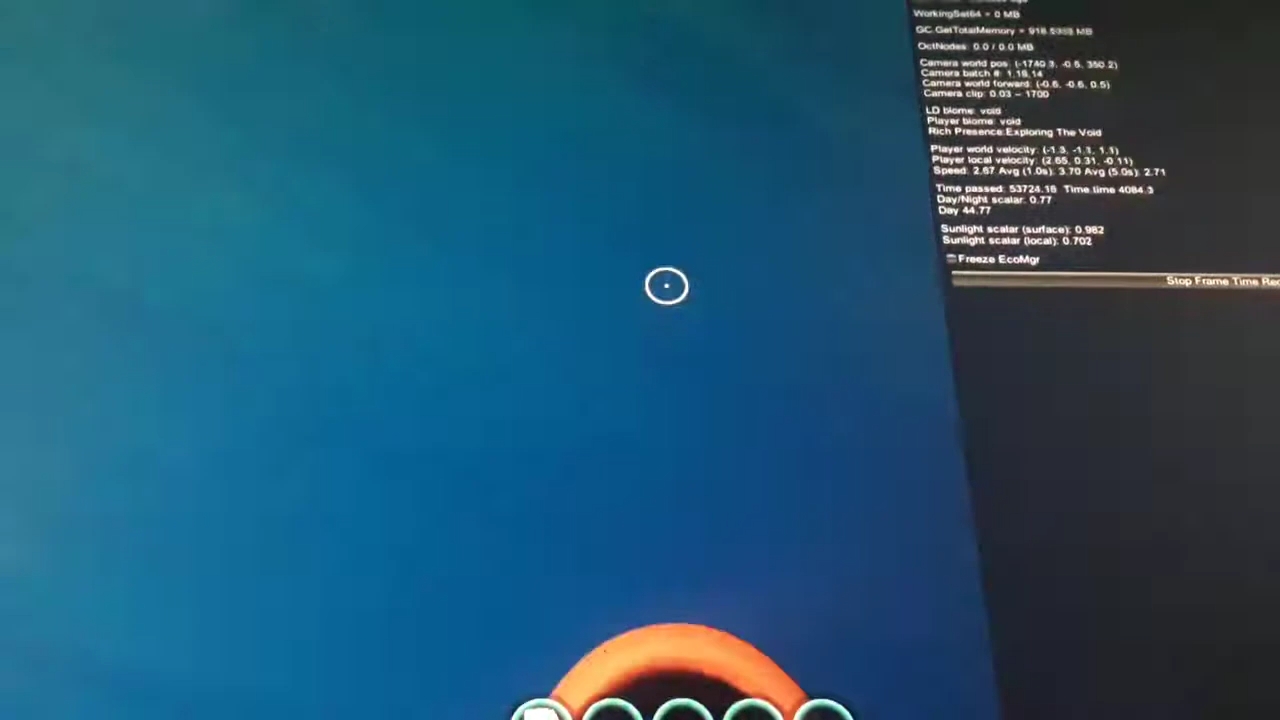 WorkingSet64 = 0 MB
GC.GetTotalMemory = 918.5938 MB
OctNodes: 0.0 / 0.0 MB
Camera world pos: (-1740.3, -0.6, 350.2)
Camera batch #: 1,18,14
Camera world forward: (-0.6, -0.6, 0.5)
Camera clip: 0.03 - 1700
LD biome: void
Player biome: void
Rich Presence:Exploring The Void
Player world velocity: (-1.3, -1.1, 1.1)
Player local velocity: (2.65, 0.31, -0.11)
Speed: 2.67 Avg (1.0s): 3.70 Avg (5.0s): 2.71
Time passed: 53724.16 Time.time 4084.3
Day/Night scalar: 0.77
Day 44.77
Sunlight scalar (surface): 0.982
Sunlight scalar (local): 0.702
Freeze EcoMgr
Stop Frame Time Rec